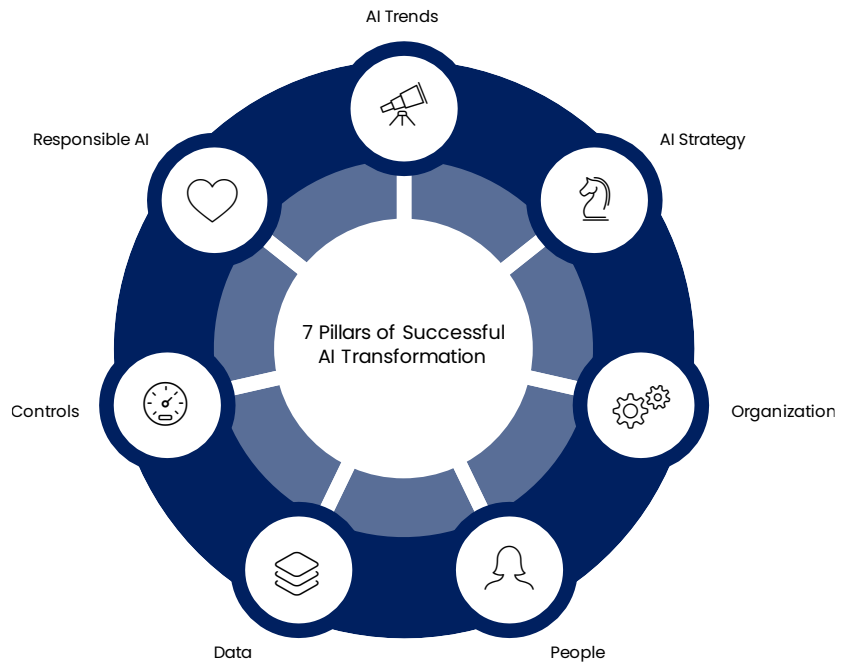 AI Trends
Responsible AI
AI Strategy
7 Pillars of Successful
AI Transformation
Controls
Organization
Data
People